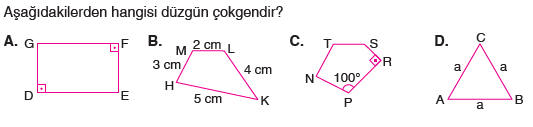 Aşağıdakilerden hangisi düzgün çokgendir?
A. G F D E
B. M 2 cm L 3 cm 4 cm H 5 cm K
C. T S R N 100° P
D. C a a A a B